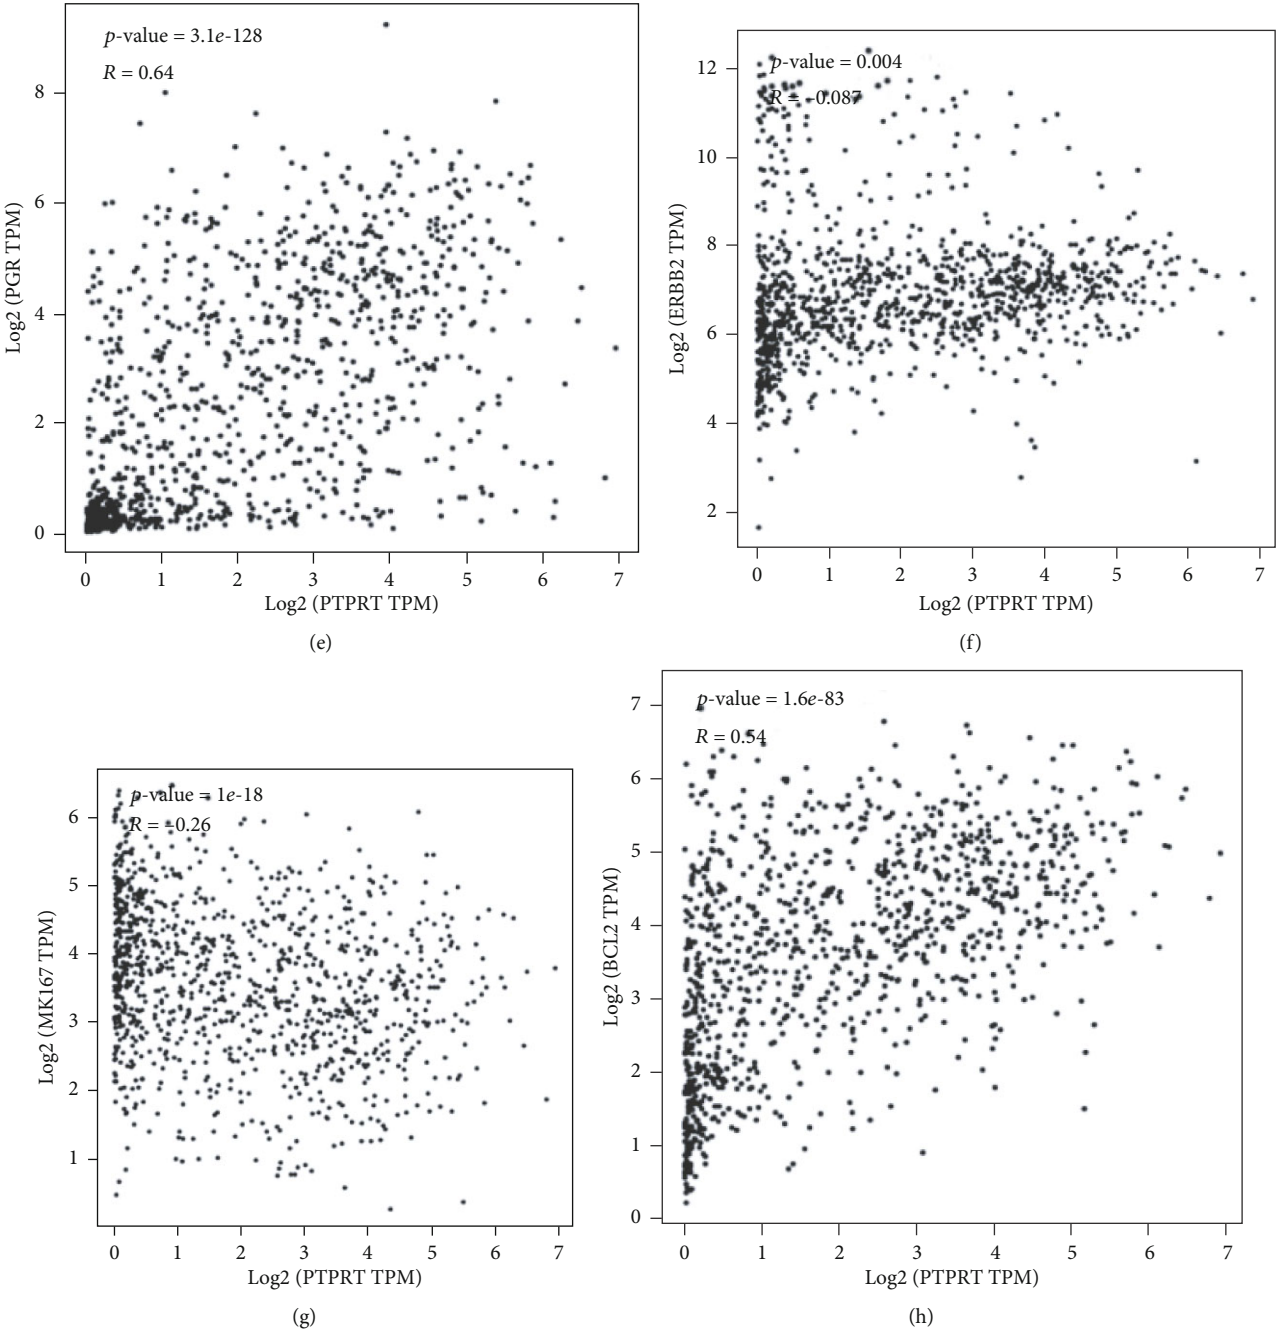 p-value = 3.1e-128
R = 0.64
Log2 (PGR TPM)
8
6
4
2
0
0 1 2 3 4 5 6 7
Log2 (PTPRT TPM)
(e)
p-value = 0.004
R = -0.087
Log2 (ERBB2 TPM)
12
10
8
6
4
2
0 1 2 3 4 5 6 7
Log2 (PTPRT TPM)
(f)
p-value = 1e-18
R = -0.26
Log2 (MK167 TPM)
6
5
4
3
2
1
0 1 2 3 4 5 6 7
Log2 (PTPRT TPM)
(g)
p-value = 1.6e-83
R = 0.54
Log2 (BCL2 TPM)
7
6
5
4
3
2
1
0
0 1 2 3 4 5 6 7
Log2 (PTPRT TPM)
(h)